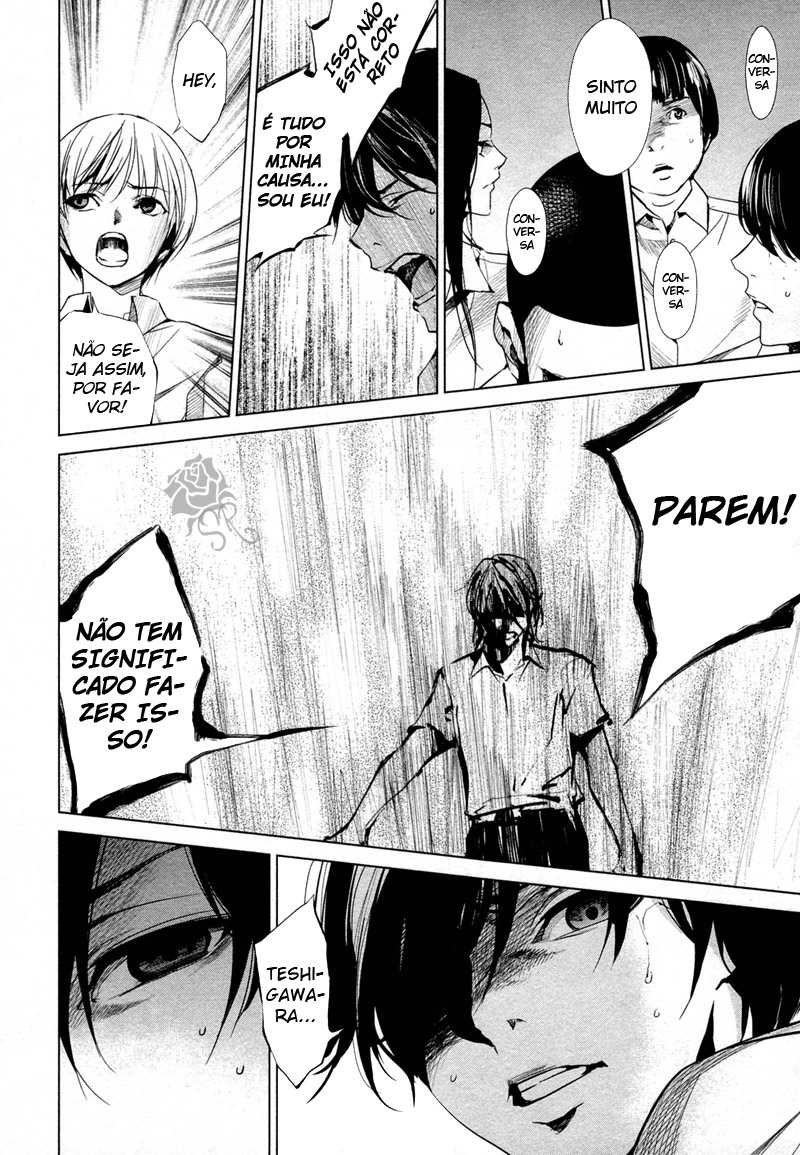 CON-
VER-
SA
SINTO
MUITO
CON-
VER-
SA
CON-
VER-
SA
ISSO NÃO
ESTÁ COR-
RETO
É TUDO
POR
MINHA
CAUSA...
SOU EU!
HEY,
NÃO SE-
JA ASSIM,
POR FA-
VOR!
PAREM!
NÃO TEM
SIGNIFI-
CADO FA-
ZER IS-
SO!
TESHI-
GAWA-
RA...